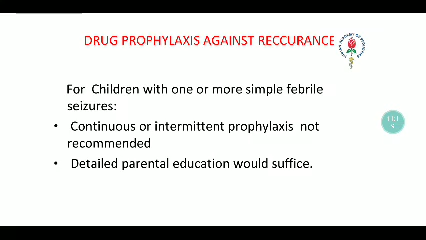 DRUG PROPHYLAXIS AGAINST RECCURANCE
For Children with one or more simple febrile
seizures:
• Continuous or intermittent prophylaxis not
recommended
• Detailed parental education would suffice.